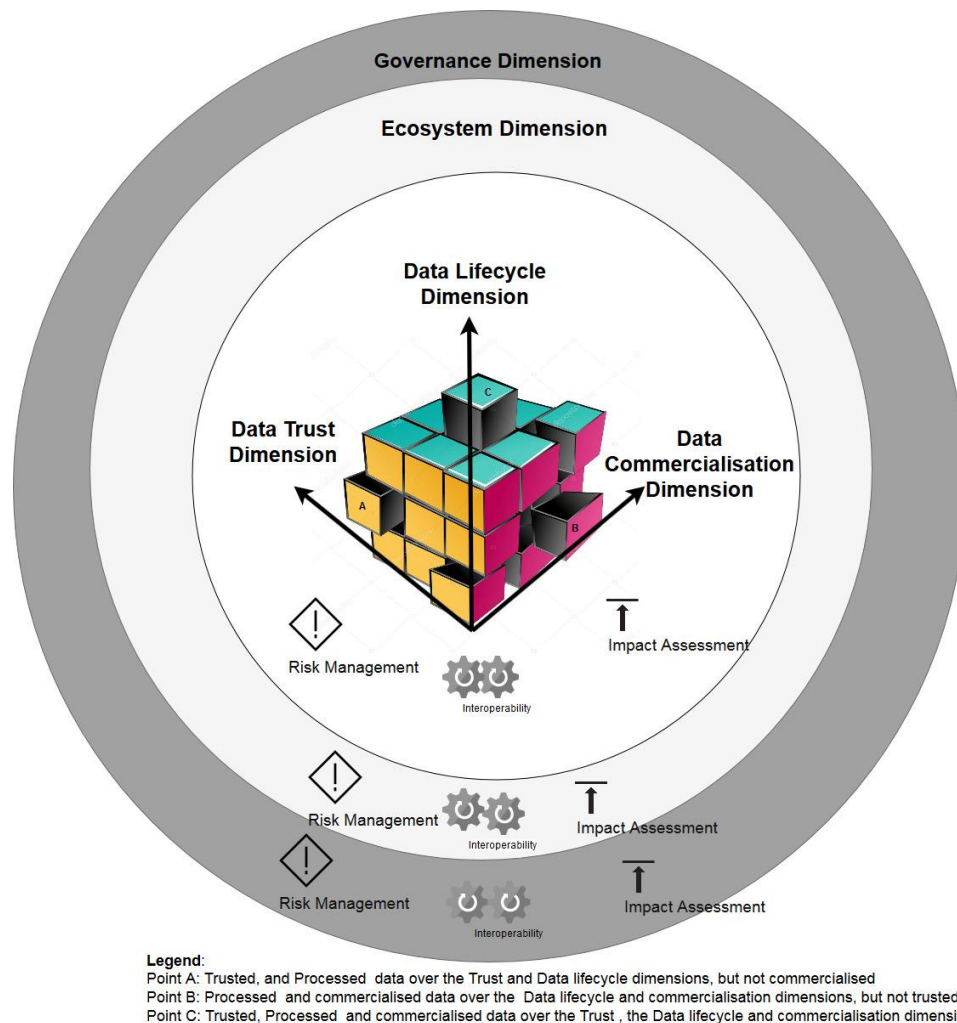 Governance Dimension
Ecosystem Dimension
Data Lifecycle
Dimension
C
Data Trust
Dimension
Data
Commercialisation
Dimension
A
B
Risk Management
Impact Assessment
Interoperability
Risk Management
Impact Assessment
Interoperability
Risk Management
Impact Assessment
Interoperability
Legend:
Point A: Trusted, and Processed data over the Trust and Data lifecycle dimensions, but not commercialised
Point B: Processed and commercialised data over the Data lifecycle and commercialisation dimensions, but not trusted
Point C: Trusted, Processed and commercialised data over the Trust , the Data lifecycle and commercialisation dimensi